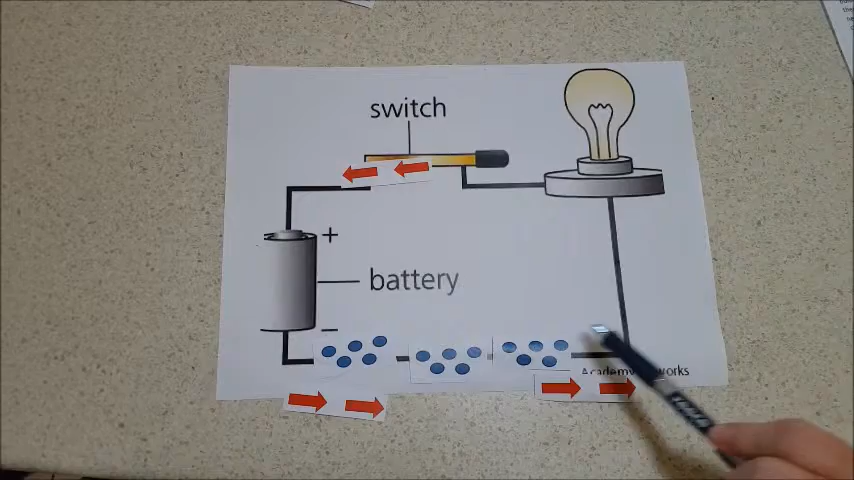 switch
+
battery
−